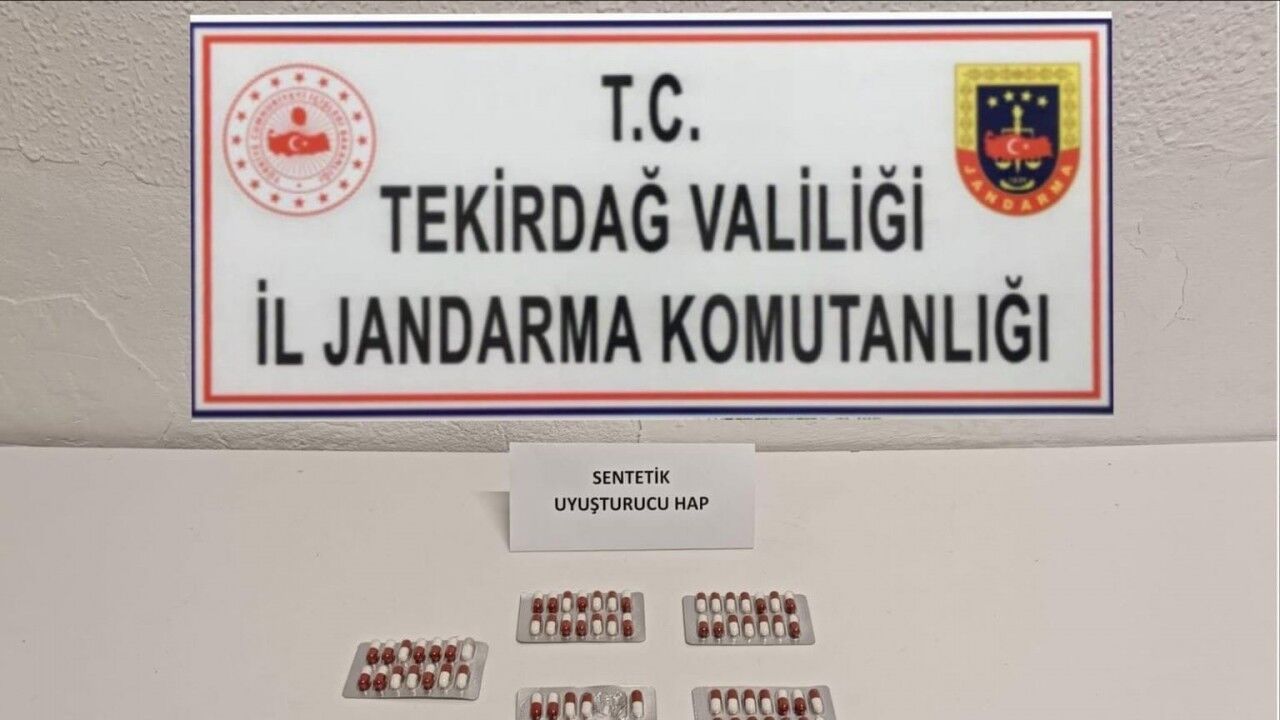 T.C.
TEKİRDAĞ VALİLİĞİ
İL JANDARMA KOMUTANLIĞI
JANDARMA
SENTETİK
UYUŞTURUCU HAP